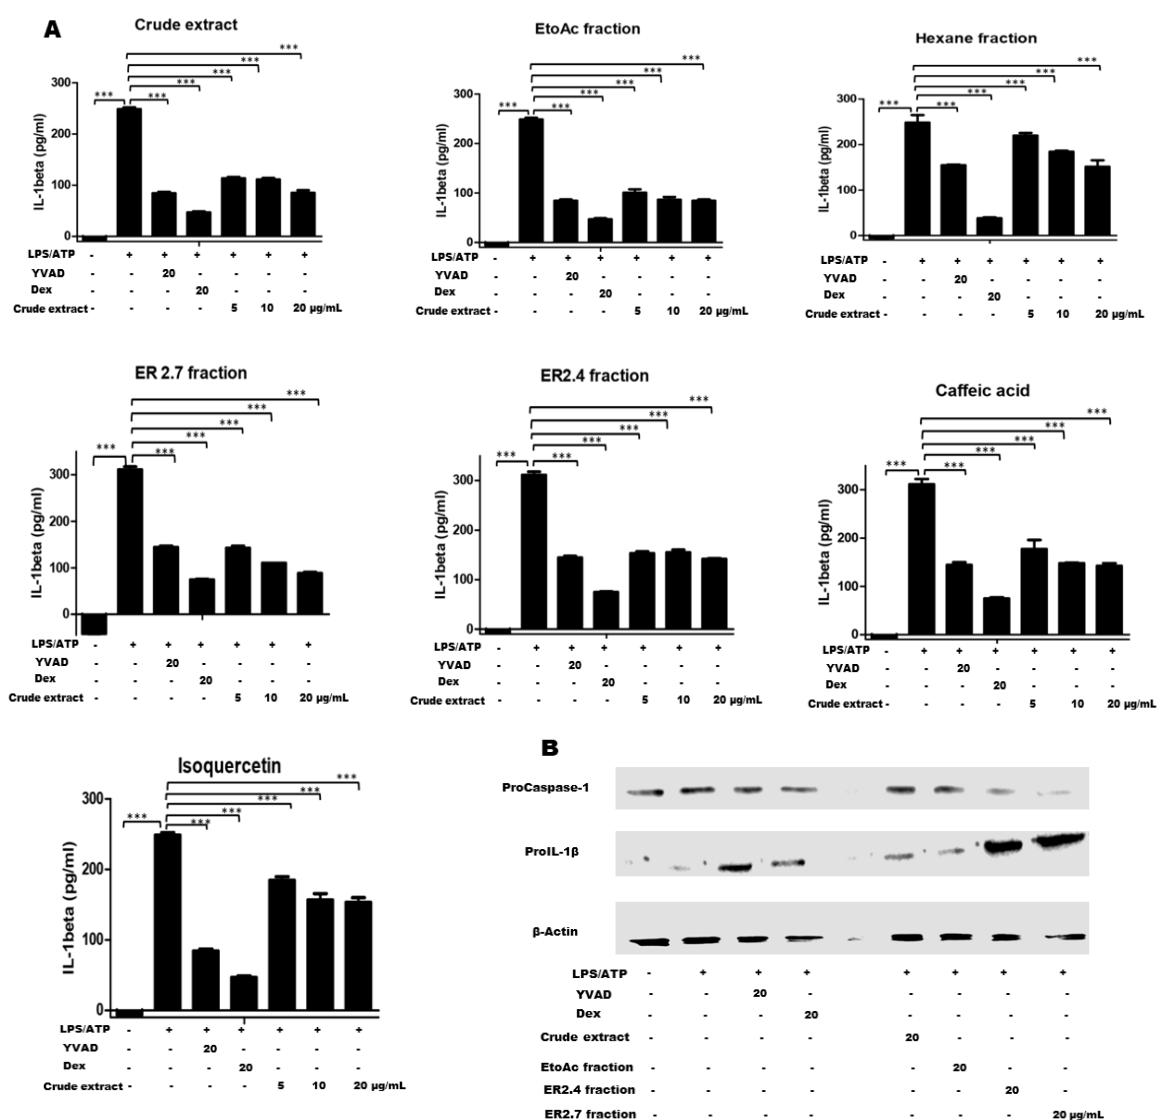 A
Crude extract
*** *** *** *** *** ***
IL-1beta (pg/ml)
300
200
100
0
LPS/ATP - + + + + + +
YVAD - - 20 - - - -
Dex - - - 20 - - -
Crude extract - - - - 5 10 20 µg/mL
EtoAc fraction
*** *** *** *** *** ***
IL-1beta (pg/ml)
300
200
100
0
LPS/ATP - + + + + + +
YVAD - - 20 - - - -
Dex - - - 20 - - -
Crude extract - - - - 5 10 20 µg/mL
Hexane fraction
*** *** *** *** *** ***
IL-1beta (pg/ml)
300
200
100
0
LPS/ATP - + + + + + +
YVAD - - 20 - - - -
Dex - - - 20 - - -
Crude extract - - - - 5 10 20 µg/mL
ER 2.7 fraction
*** *** *** *** *** ***
IL-1beta (pg/ml)
300
200
100
0
LPS/ATP - + + + + + +
YVAD - - 20 - - - -
Dex - - - 20 - - -
Crude extract - - - - 5 10 20 µg/mL
ER2.4 fraction
*** *** *** *** *** ***
IL-1beta (pg/ml)
300
200
100
0
LPS/ATP - + + + + + +
YVAD - - 20 - - - -
Dex - - - 20 - - -
Crude extract - - - - 5 10 20 µg/mL
Caffeic acid
*** *** *** *** *** ***
IL-1beta (pg/ml)
300
200
100
0
LPS/ATP - + + + + + +
YVAD - - 20 - - - -
Dex - - - 20 - - -
Crude extract - - - - 5 10 20 µg/mL
Isoquercetin
*** *** *** *** *** ***
IL-1beta (pg/ml)
300
200
100
0
LPS/ATP - + + + + + +
YVAD - - 20 - - - -
Dex - - - 20 - - -
Crude extract - - - - 5 10 20 µg/mL
B
ProCaspase-1
ProIL-1β
β-Actin
LPS/ATP - + + + + + + +
YVAD - - 20 - - - - -
Dex - - - 20 - - - -
Crude extract - - - - 20 - - -
EtoAc fraction - - - - - 20 - -
ER2.4 fraction - - - - - - 20 -
ER2.7 fraction - - - - - - - 20 µg/mL